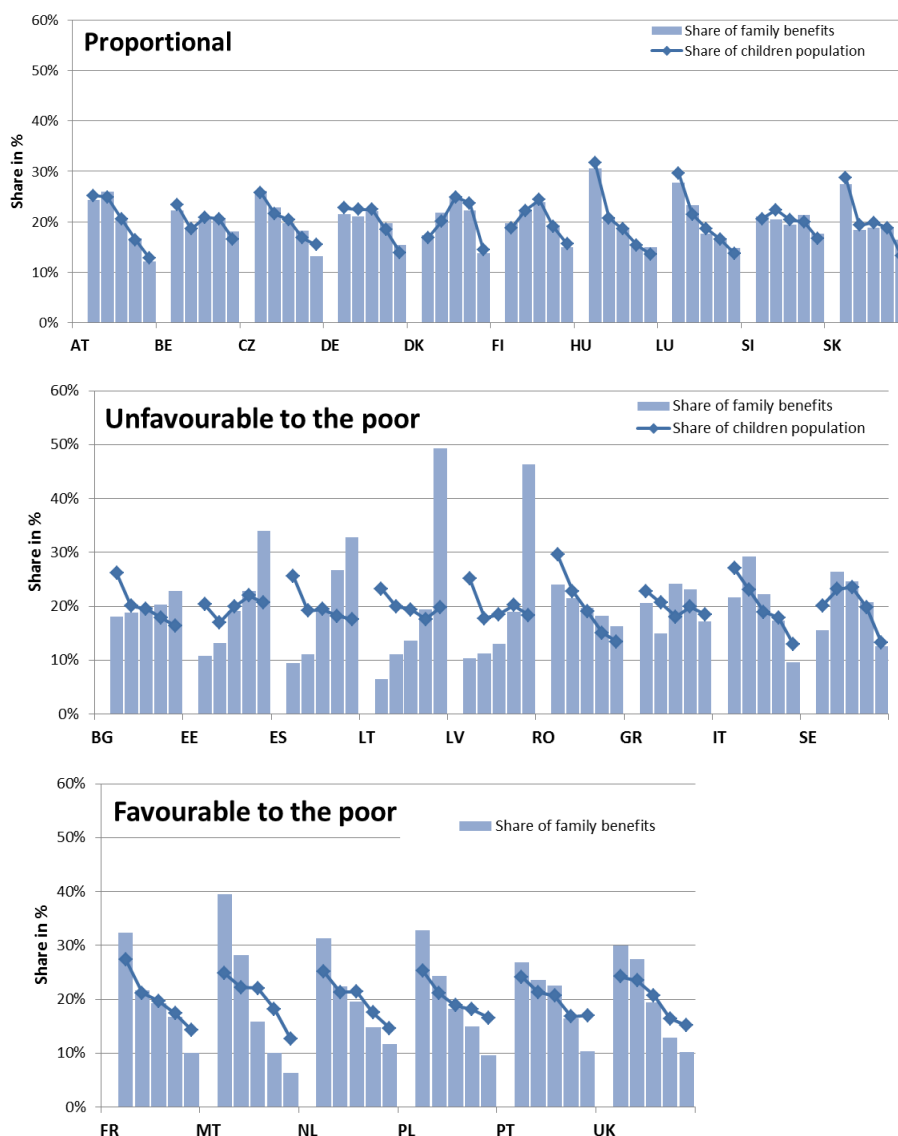 60%
Proportional
Share of family benefits
Share of children population
50%
40%
Share in %
30%
20%
10%
0%
AT BE CZ DE DK FI HU LU SI SK
60%
Unfavourable to the poor
Share of family benefits
Share of children population
50%
40%
Share in %
30%
20%
10%
0%
BG EE ES LT LV RO GR IT SE
60%
Favourable to the poor
Share of family benefits
50%
40%
Share in %
30%
20%
10%
0%
FR MT NL PL PT UK